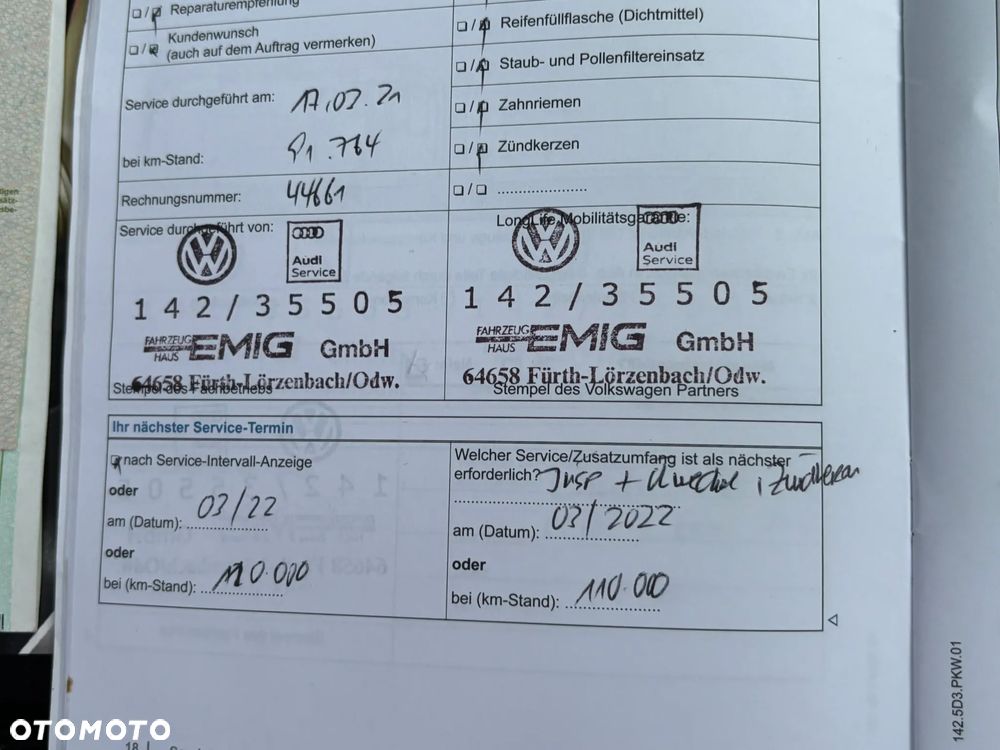 Reparaturempfehlung
Kundenwunsch
(auch auf dem Auftrag vermerken)
Service durchgeführt am: 17.03.21
bei km-Stand: 91.764
Rechnungsnummer: 44661
Service durchgeführt von:
Audi
Service
142/35505
FAHRZEUG
HAUS EMIG GmbH
64658 Fürth-Lörzenbach/Odw.
Stempel des Fachbetriebs
Reifenfüllflasche (Dichtmittel)
Staub- und Pollenfiltereinsatz
Zahnriemen
Zündkerzen
LongLife Mobilitätsgarantie:
Audi
Service
142/35505
FAHRZEUG
HAUS EMIG GmbH
64658 Fürth-Lörzenbach/Odw.
Stempel des Volkswagen Partners
Ihr nächster Service-Termin
nach Service-Intervall-Anzeige
oder
am (Datum): 03/22
oder
bei (km-Stand): 110.000
Welcher Service/Zusatzumfang ist als nächster
erforderlich? Insp +
am (Datum): 03/2022
oder
bei (km-Stand): 110.000
142.5D3.PKW.01
18
OTOMOTO